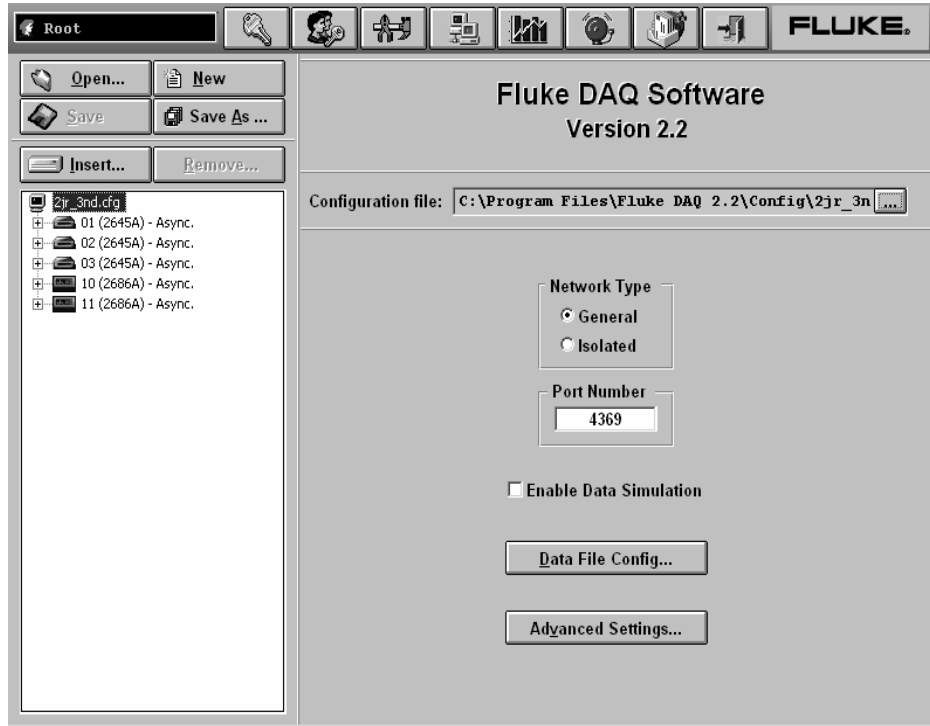 Root
FLUKE®
Open...
New
Save
Save As ...
Insert...
Remove...
2jr_3nd.cfg
01 (2645A) - Async.
02 (2645A) - Async.
03 (2645A) - Async.
10 (2686A) - Async.
11 (2686A) - Async.
Fluke DAQ Software
Version 2.2
Configuration file: C:\Program Files\Fluke DAQ 2.2\Config\2jr_3n ...
Network Type
General
Isolated
Port Number
4369
Enable Data Simulation
Data File Config...
Advanced Settings...